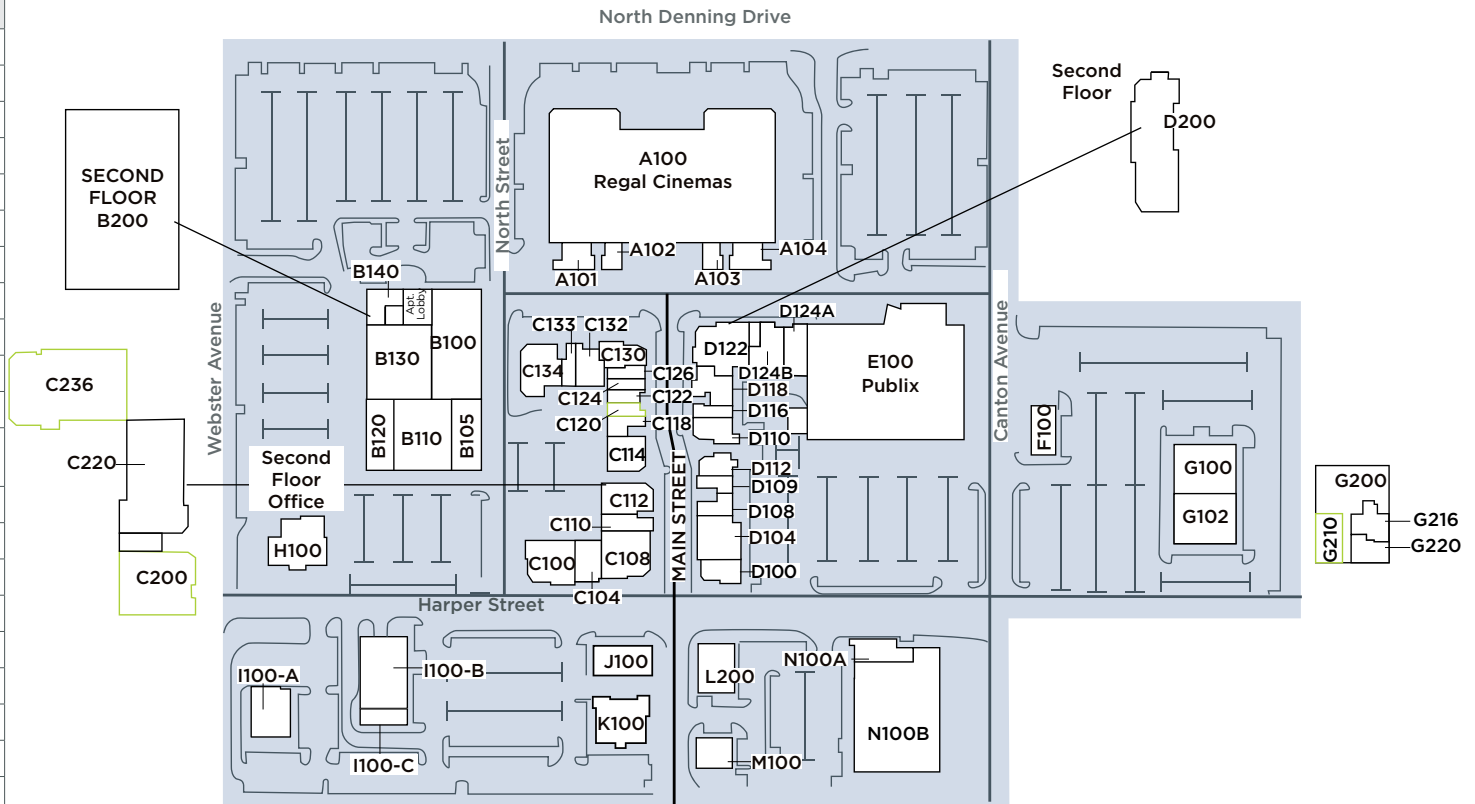 North Denning Drive
Second
Floor
D200
SECOND
FLOOR
B200
North Street
A100
Regal Cinemas
A101
A102
A103
A104
B140
Apt.
Lobby
B130
B100
B120
B110
B105
Webster Avenue
C236
C220
C200
Second
Floor
Office
H100
C133
C132
C134
C130
C126
C124
C122
C120
C118
C114
C112
C110
C100
C108
C104
MAIN STREET
D124A
D122
D124B
D118
D116
D110
D112
D109
D108
D104
D100
E100
Publix
Canton Avenue
F100
G100
G102
G200
G210
G216
G220
Harper Street
I100-A
I100-B
I100-C
J100
K100
L200
M100
N100A
N100B